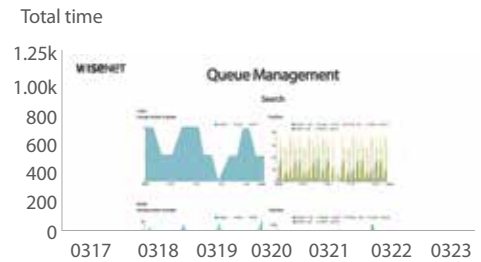 Total time
1.25k
WISENET
Queue Management
1.00k
Search
800
600
400
200
0
0317 0318 0319 0320 0321 0322 0323